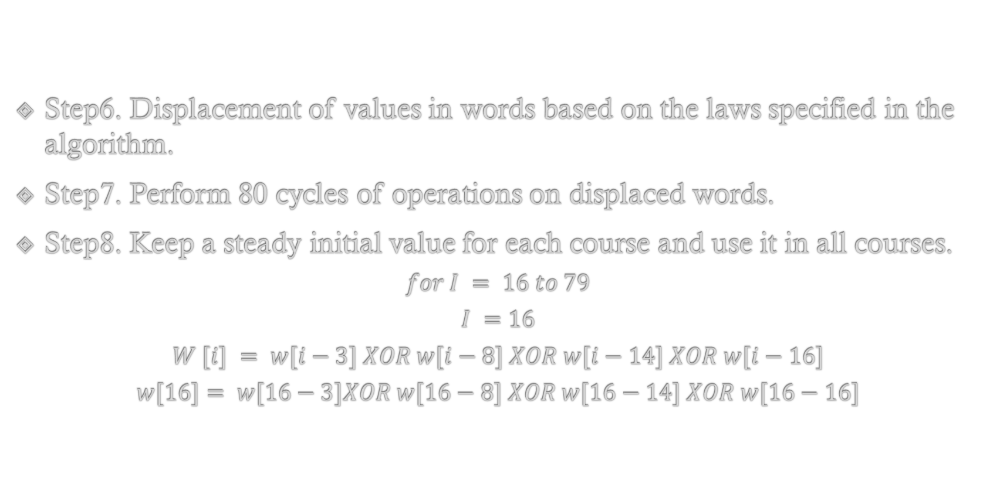 Step6. Displacement of values in words based on the laws specified in the
algorithm.
Step7. Perform 80 cycles of operations on displaced words.
Step8. Keep a steady initial value for each course and use it in all courses.
for I = 16 to 79
I = 16
W [i] = w[i − 3] XOR w[i − 8] XOR w[i − 14] XOR w[i − 16]
w[16] = w[16 − 3]XOR w[16 − 8] XOR w[16 − 14] XOR w[16 − 16]